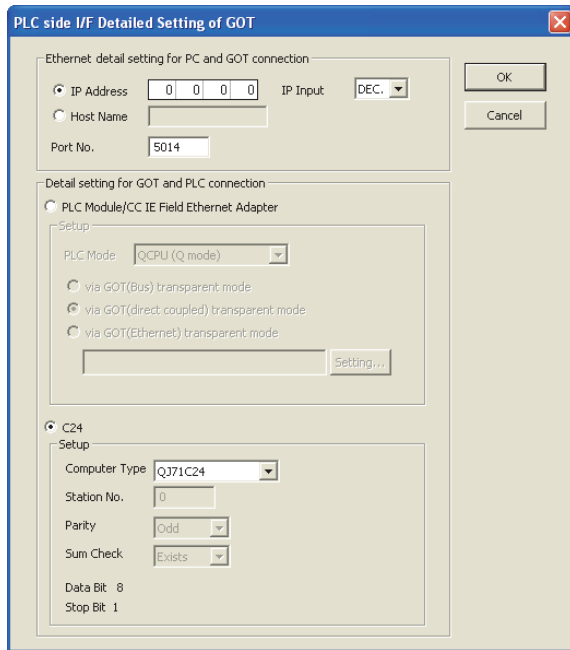 PLC side I/F Detailed Setting of GOT
Ethernet detail setting for PC and GOT connection
IP Address 0 0 0 0 IP Input DEC.
OK
Host Name
Cancel
Port No. 5014
Detail setting for GOT and PLC connection
PLC Module/CC IE Field Ethernet Adapter
Setup
PLC Mode QCPU (Q mode)
via GOT(Bus) transparent mode
via GOT(direct coupled) transparent mode
via GOT(Ethernet) transparent mode
Setting...
C24
Setup
Computer Type QJ71C24
Station No. 0
Parity Odd
Sum Check Exists
Data Bit 8
Stop Bit 1